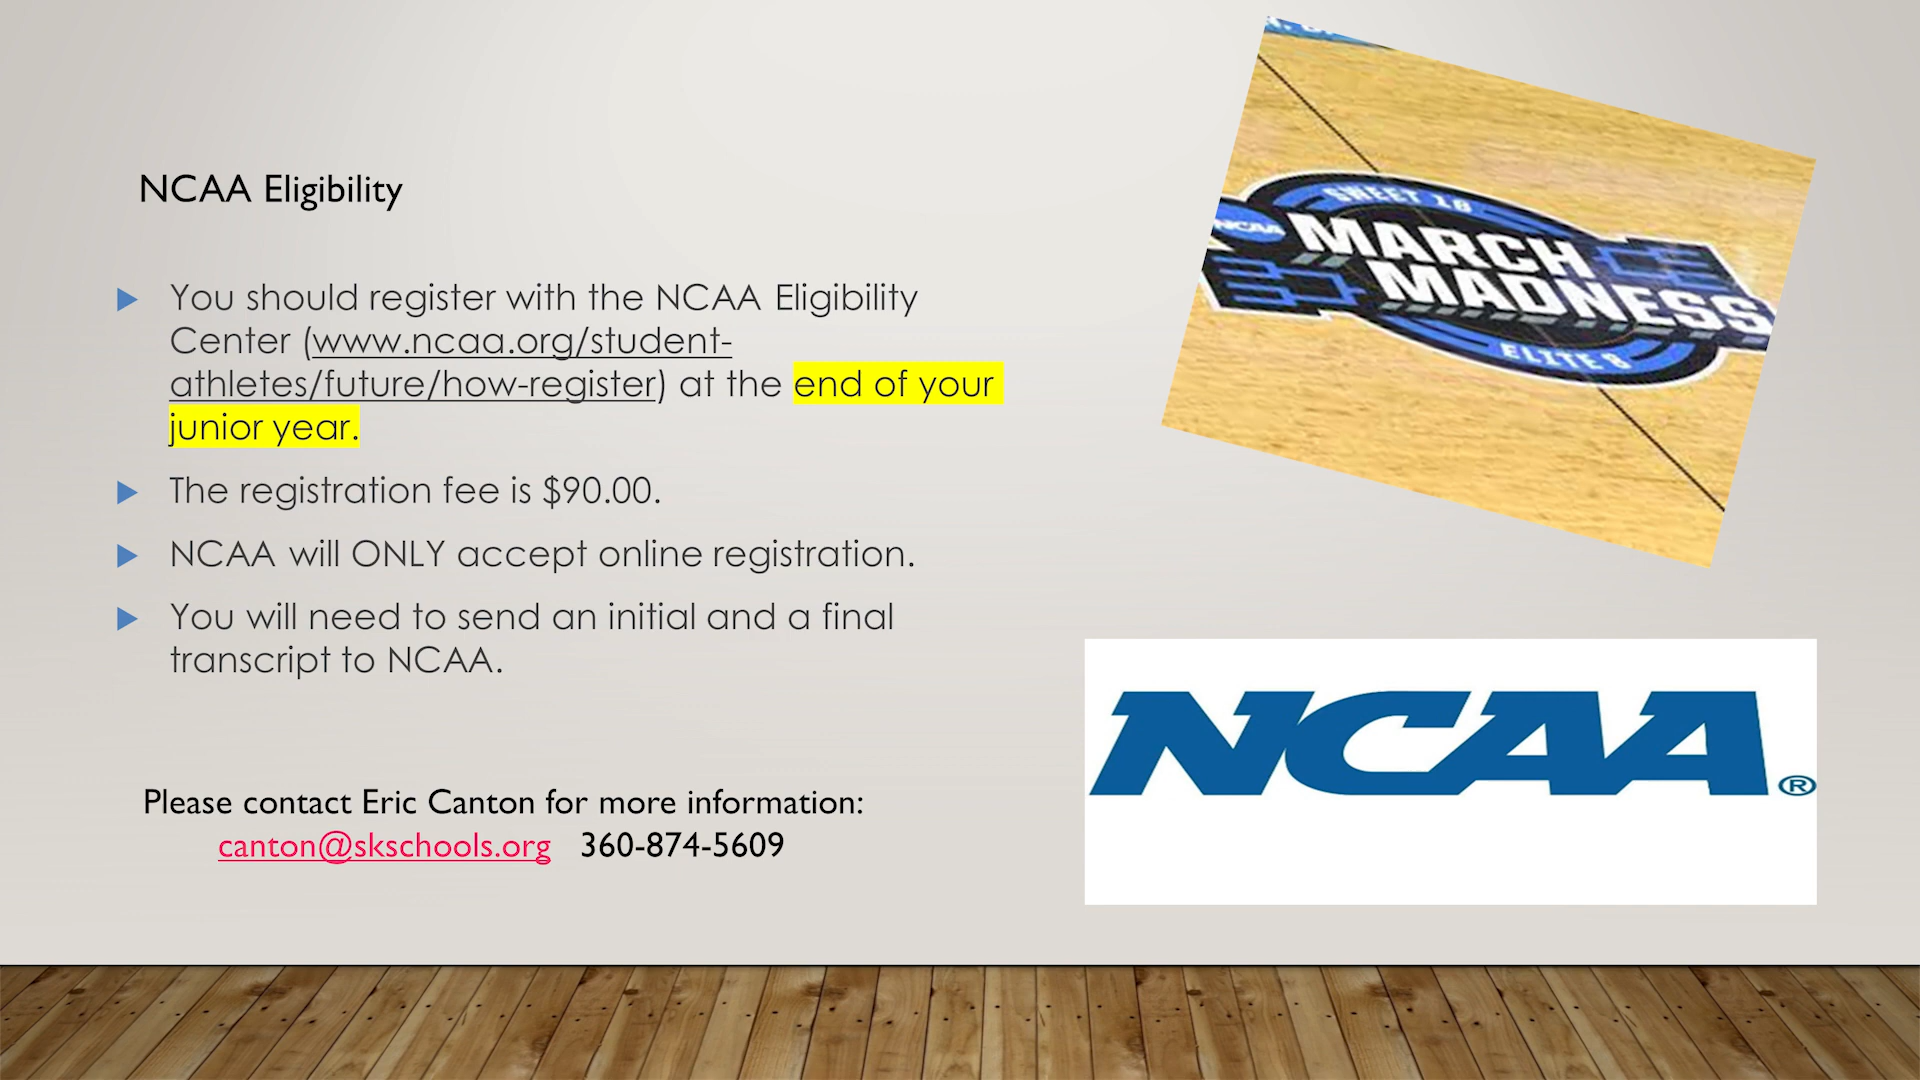 NCAA Eligibility
You should register with the NCAA Eligibility
Center (www.ncaa.org/student-
athletes/future/how-register) at the end of your
junior year.
The registration fee is $90.00.
NCAA will ONLY accept online registration.
You will need to send an initial and a final
transcript to NCAA.
Please contact Eric Canton for more information:
canton@skschools.org 360-874-5609
SWEET 16
NCAA
MARCH
MADNESS
ELITE 8
NCAA®